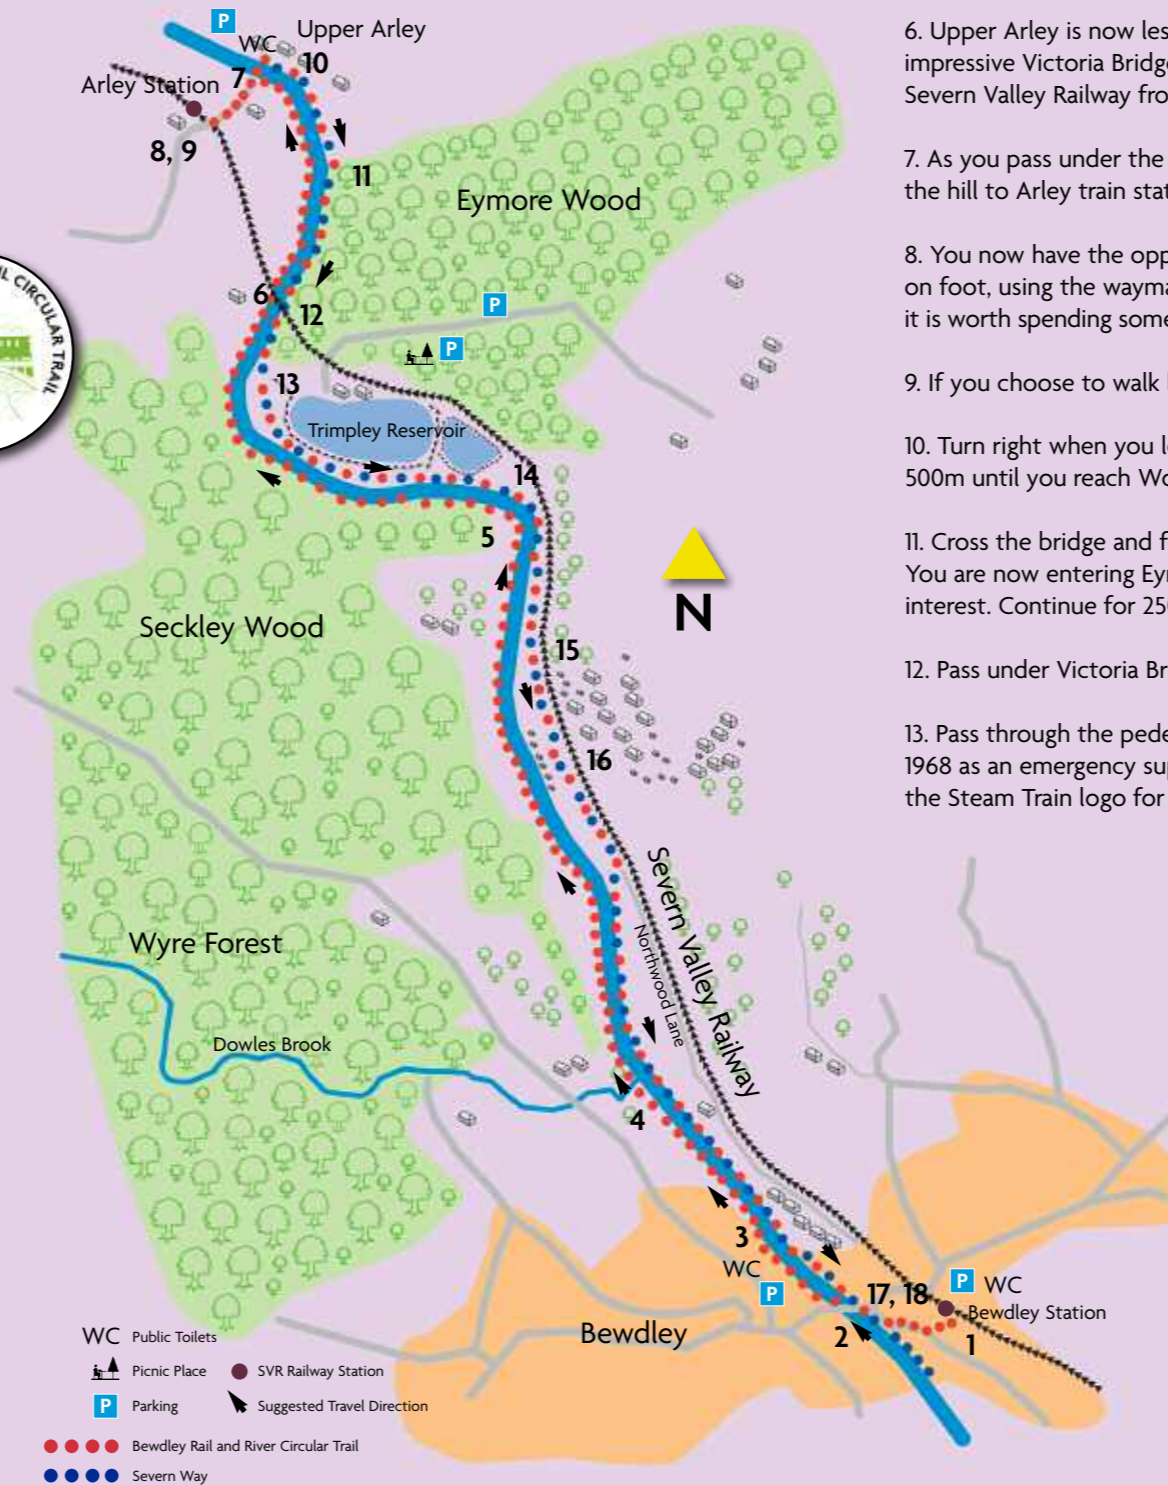 P
WC
Upper Arley
10
7
Arley Station
8, 9
11
Eymore Wood
6
12
P
P
13
Trimpley Reservoir
14
5
N
Seckley Wood
15
16
Severn Valley Railway
Northwood Lane
Wyre Forest
Dowles Brook
4
3
WC
P
17, 18
P WC
Bewdley Station
2
1
Bewdley
CIRCULAR TRAIL
WC Public Toilets
Picnic Place
SVR Railway Station
P Parking
Suggested Travel Direction
Bewdley Rail and River Circular Trail
Severn Way
6. Upper Arley is now les
impressive Victoria Bridge
Severn Valley Railway fro
7. As you pass under the
the hill to Arley train stat
8. You now have the opp
on foot, using the wayma
it is worth spending some
9. If you choose to walk
10. Turn right when you l
500m until you reach Wo
11. Cross the bridge and f
You are now entering Eyr
interest. Continue for 25
12. Pass under Victoria Br
13. Pass through the pede
1968 as an emergency sup
the Steam Train logo for